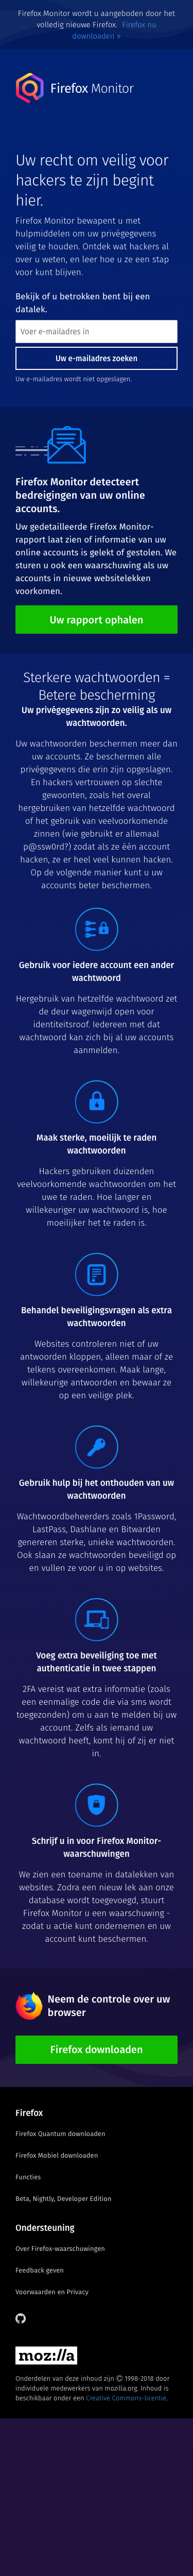 Firefox Monitor wordt u aangeboden door het
volledig nieuwe Firefox. Firefox nu
downloaden »
Firefox Monitor
Uw recht om veilig voor
hackers te zijn begint
hier.
Firefox Monitor bewapent u met
hulpmiddelen om uw privégegevens
veilig te houden. Ontdek wat hackers al
over u weten, en leer hoe u ze een stap
voor kunt blijven.
Bekijk of u betrokken bent bij een
datalek.
Voer e-mailadres in
Uw e-mailadres zoeken
Uw e-mailadres wordt niet opgeslagen.
Firefox Monitor detecteert
bedreigingen van uw online
accounts.
Uw gedetailleerde Firefox Monitor-
rapport laat zien of informatie van uw
online accounts is gelekt of gestolen. We
sturen u ook een waarschuwing als uw
accounts in nieuwe websitelekken
voorkomen.
Uw rapport ophalen
Sterkere wachtwoorden =
Betere bescherming
Uw privégegevens zijn zo veilig als uw
wachtwoorden.
Uw wachtwoorden beschermen meer dan
uw accounts. Ze beschermen alle
privégegevens die erin zijn opgeslagen.
En hackers vertrouwen op slechte
gewoonten, zoals het overal
hergebruiken van hetzelfde wachtwoord
of het gebruik van veelvoorkomende
zinnen (wie gebruikt er allemaal
p@ssw0rd?) zodat als ze één account
hacken, ze er heel veel kunnen hacken.
Op de volgende manier kunt u uw
accounts beter beschermen.
Gebruik voor iedere account een ander
wachtwoord
Hergebruik van hetzelfde wachtwoord zet
de deur wagenwijd open voor
identiteitsroof. Iedereen met dat
wachtwoord kan zich bij al uw accounts
aanmelden.
Maak sterke, moeilijk te raden
wachtwoorden
Hackers gebruiken duizenden
veelvoorkomende wachtwoorden om het
uwe te raden. Hoe langer en
willekeuriger uw wachtwoord is, hoe
moeilijker het te raden is.
Behandel beveiligingsvragen als extra
wachtwoorden
Websites controleren niet of uw
antwoorden kloppen, alleen maar of ze
telkens overeenkomen. Maak lange,
willekeurige antwoorden en bewaar ze
op een veilige plek.
Gebruik hulp bij het onthouden van uw
wachtwoorden
Wachtwoordbeheerders zoals 1Password,
LastPass, Dashlane en Bitwarden
genereren sterke, unieke wachtwoorden.
Ook slaan ze wachtwoorden beveiligd op
en vullen ze voor u in op websites.
Voeg extra beveiliging toe met
authenticatie in twee stappen
2FA vereist wat extra informatie (zoals
een eenmalige code die via sms wordt
toegezonden) om u aan te melden bij uw
account. Zelfs als iemand uw
wachtwoord heeft, komt hij of zij er niet
in.
Schrijf u in voor Firefox Monitor-
waarschuwingen
We zien een toename in datalekken van
websites. Zodra een nieuw lek aan onze
database wordt toegevoegd, stuurt
Firefox Monitor u een waarschuwing -
zodat u actie kunt ondernemen en uw
account kunt beschermen.
Neem de controle over uw
browser
Firefox downloaden
Firefox
Firefox Quantum downloaden
Firefox Mobiel downloaden
Functies
Beta, Nightly, Developer Edition
Ondersteuning
Over Firefox-waarschuwingen
Feedback geven
Voorwaarden en Privacy
moz://a
Onderdelen van deze inhoud zijn © 1998-2018 door
individuele medewerkers van mozilla.org. Inhoud is
beschikbaar onder een Creative Commons-licentie.